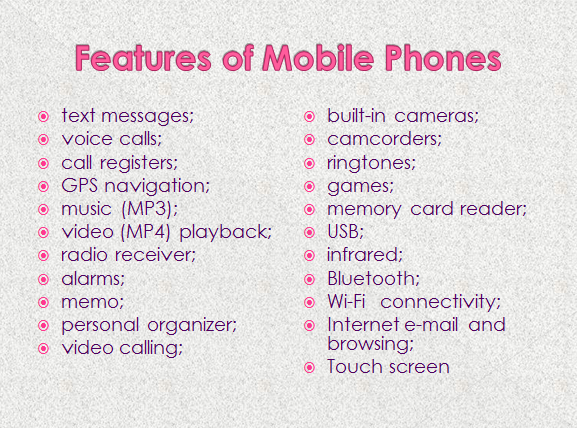 Features of Mobile Phones
text messages;
voice calls;
call registers;
GPS navigation;
music (MP3);
video (MP4) playback;
radio receiver;
alarms;
memo;
personal organizer;
video calling;
built-in cameras;
camcorders;
ringtones;
games;
memory card reader;
USB;
infrared;
Bluetooth;
Wi-Fi connectivity;
Internet e-mail and
browsing;
Touch screen